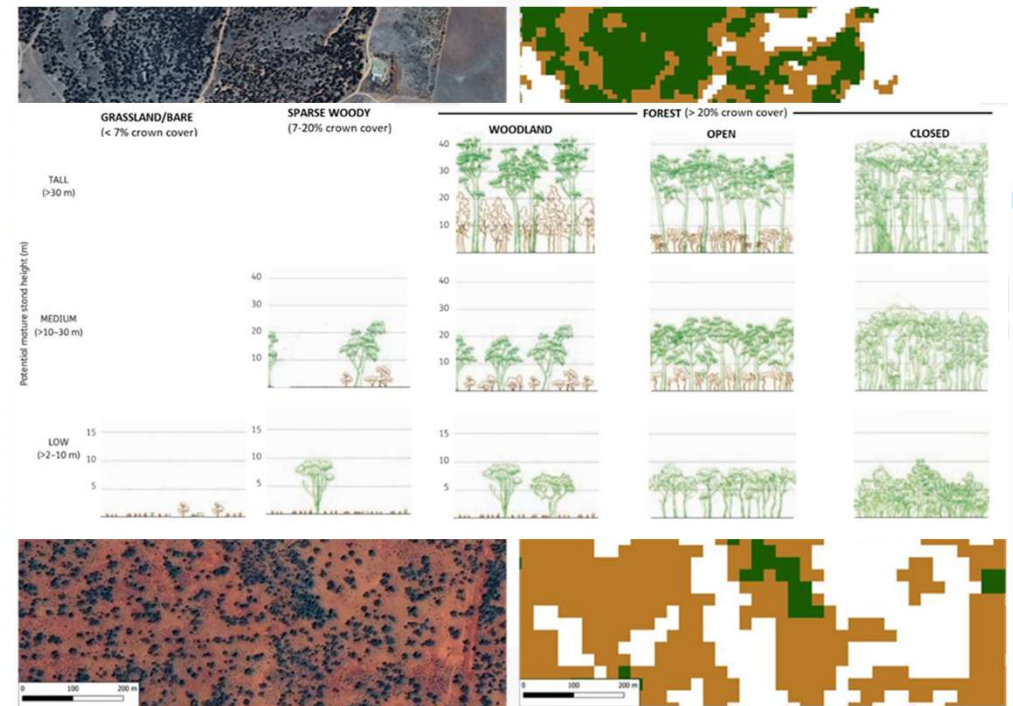 GRASSLAND/BARE
(< 7% crown cover)
SPARSE WOODY
(7-20% crown cover)
FOREST (> 20% crown cover)
WOODLAND
OPEN
CLOSED
Potential mature stand height (m)
TALL
(>30 m)
40
30
20
10
MEDIUM
(>10–30 m)
40
30
20
10
40
30
20
10
LOW
(>2–10 m)
15
10
5
15
10
5
15
10
5
0 100 200 m
0 100 200 m